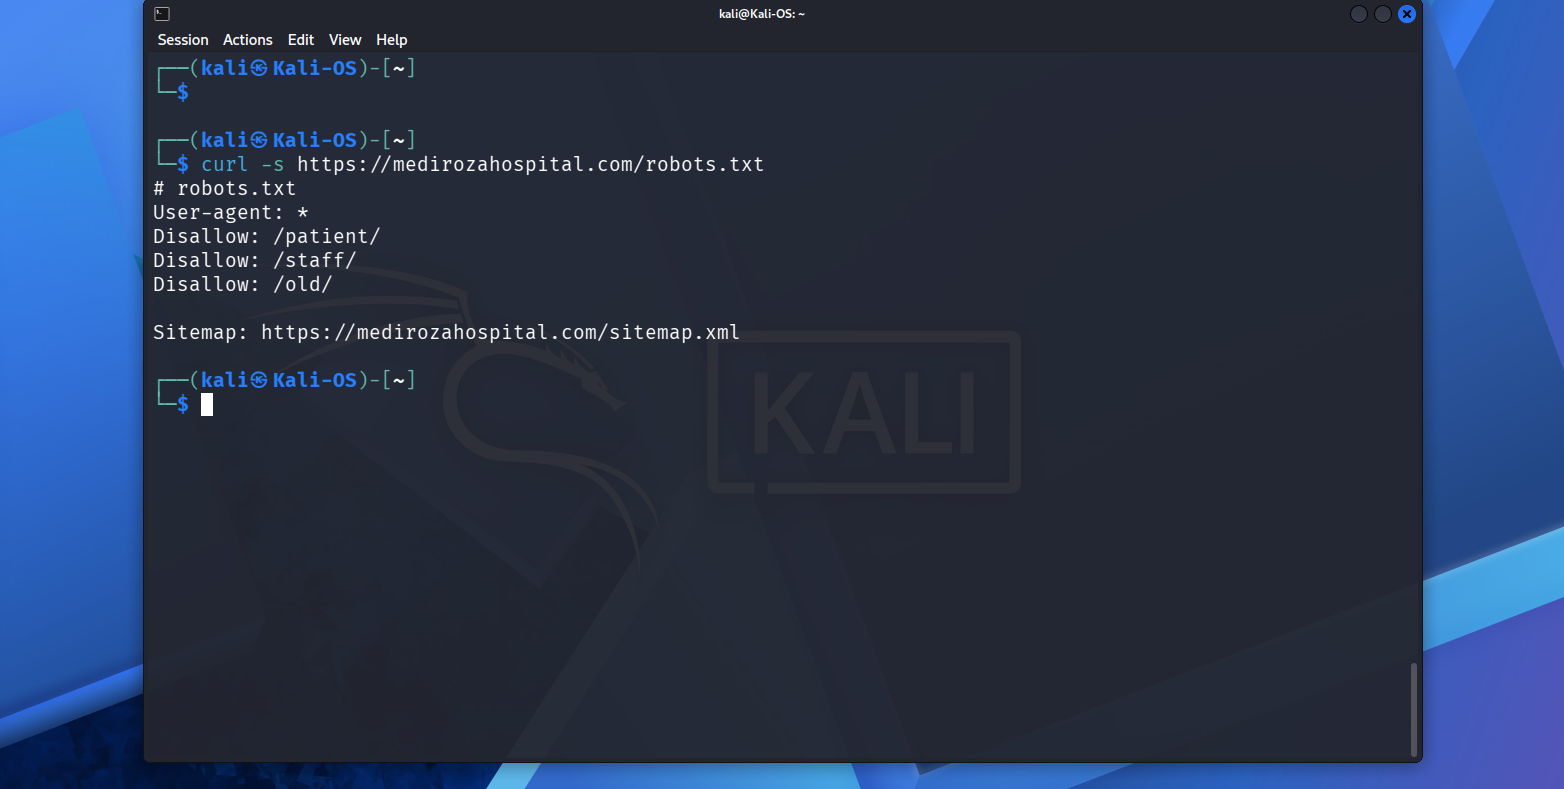 kali@Kali-OS: ~
Session Actions Edit View Help
┌──(kali㉿Kali-OS)-[~]
└─$
┌──(kali㉿Kali-OS)-[~]
└─$ curl -s https://medirozahospital.com/robots.txt
# robots.txt
User-agent: *
Disallow: /patient/
Disallow: /staff/
Disallow: /old/
Sitemap: https://medirozahospital.com/sitemap.xml
┌──(kali㉿Kali-OS)-[~]
└─$
KALI